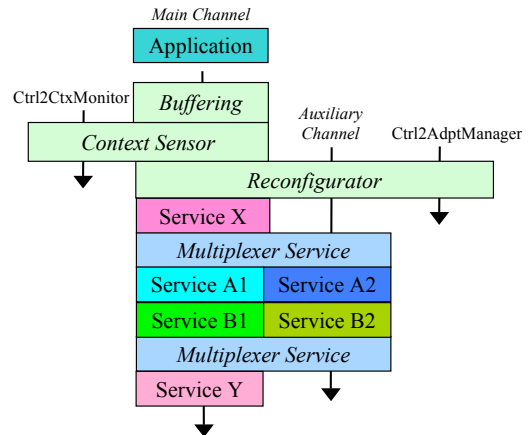 Main Channel
Application
Ctrl2CtxMonitor
Buffering
Auxiliary
Channel
Ctrl2AdptManager
Context Sensor
Reconfigurator
Service X
Multiplexer Service
Service A1
Service A2
Service B1
Service B2
Multiplexer Service
Service Y